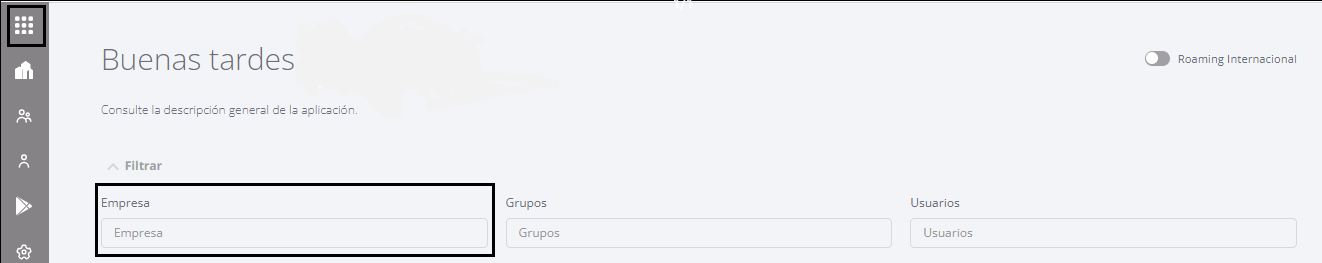 Buenas tardes
Roaming Internacional
Consulte la descripción general de la aplicación.
Filtrar
Empresa
Grupos
Usuarios
Empresa
Grupos
Usuarios